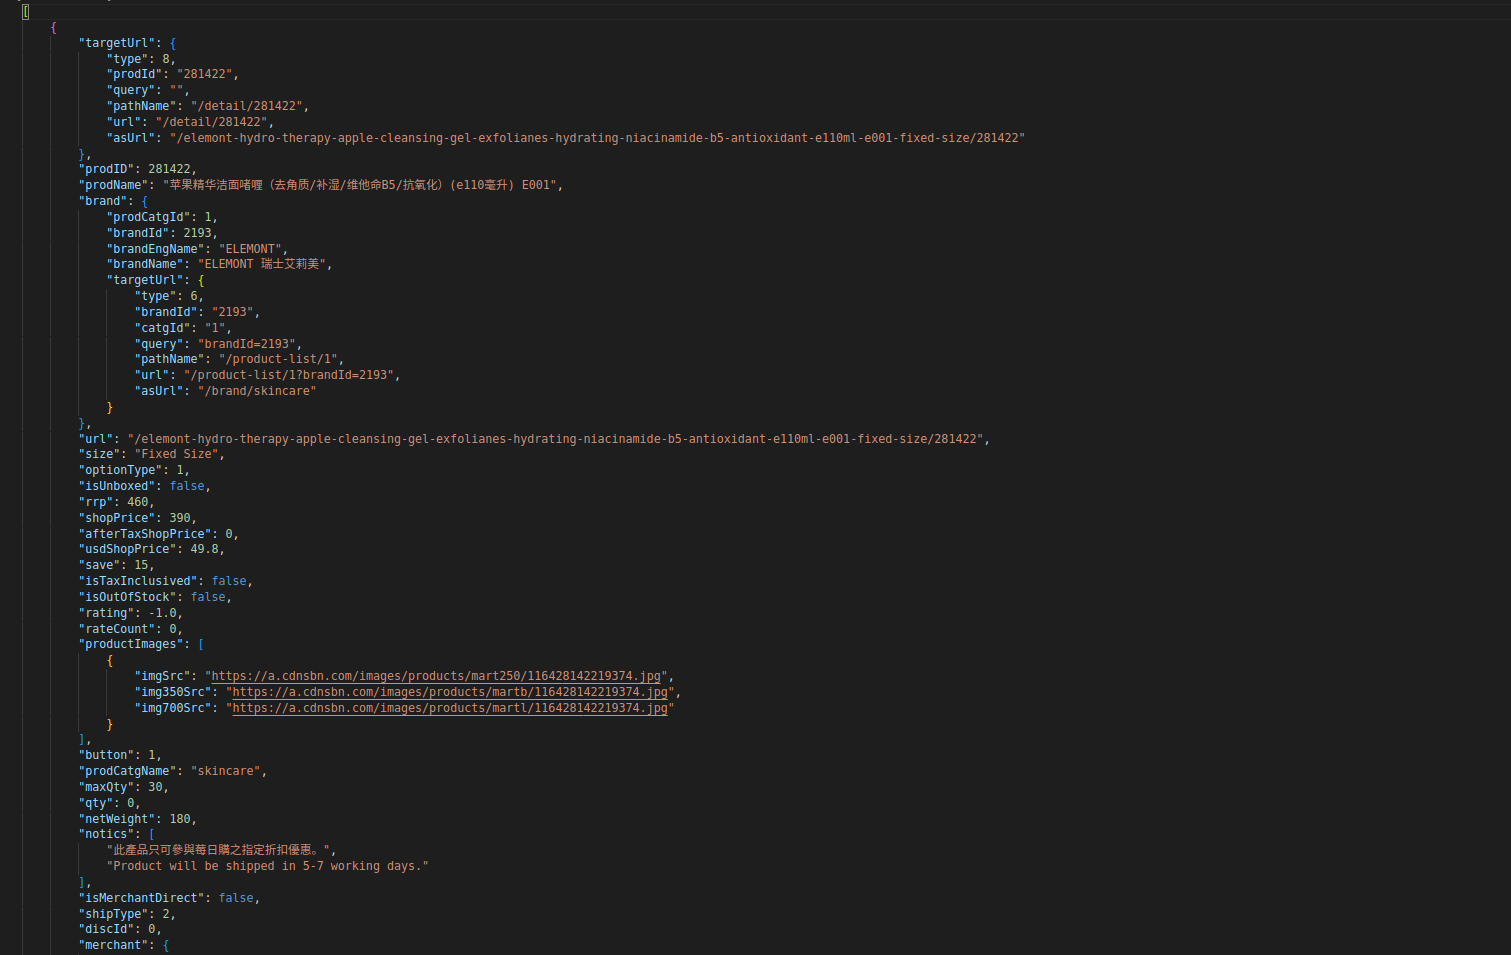 [
{
"targetUrl": {
"type": 8,
"prodId": "281422",
"query": "",
"pathName": "/detail/281422",
"url": "/detail/281422",
"asUrl": "/elemont-hydro-therapy-apple-cleansing-gel-exfolianes-hydrating-niacinamide-b5-antioxidant-e110ml-e001-fixed-size/281422"
},
"prodID": 281422,
"prodName": "苹果精华洁面啫喱（去角质/补湿/维他命B5/抗氧化）(e110毫升) E001",
"brand": {
"prodCatgId": 1,
"brandId": 2193,
"brandEngName": "ELEMONT",
"brandName": "ELEMONT 瑞士艾莉美",
"targetUrl": {
"type": 6,
"brandId": "2193",
"catgId": "1",
"query": "brandId=2193",
"pathName": "/product-list/1",
"url": "/product-list/1?brandId=2193",
"asUrl": "/brand/skincare"
}
},
"url": "/elemont-hydro-therapy-apple-cleansing-gel-exfolianes-hydrating-niacinamide-b5-antioxidant-e110ml-e001-fixed-size/281422",
"size": "Fixed Size",
"optionType": 1,
"isUnboxed": false,
"rrp": 460,
"shopPrice": 390,
"afterTaxShopPrice": 0,
"usdShopPrice": 49.8,
"save": 15,
"isTaxInclusived": false,
"isOutOfStock": false,
"rating": -1.0,
"rateCount": 0,
"productImages": [
{
"imgSrc": "https://a.cdnsbn.com/images/products/mart250/116428142219374.jpg",
"img350Src": "https://a.cdnsbn.com/images/products/martb/116428142219374.jpg",
"img700Src": "https://a.cdnsbn.com/images/products/martl/116428142219374.jpg"
}
],
"button": 1,
"prodCatgName": "skincare",
"maxQty": 30,
"qty": 0,
"netWeight": 180,
"notics": [
"此產品只可參與每日購之指定折扣優惠。",
"Product will be shipped in 5-7 working days."
],
"isMerchantDirect": false,
"shipType": 2,
"discId": 0,
"merchant": {